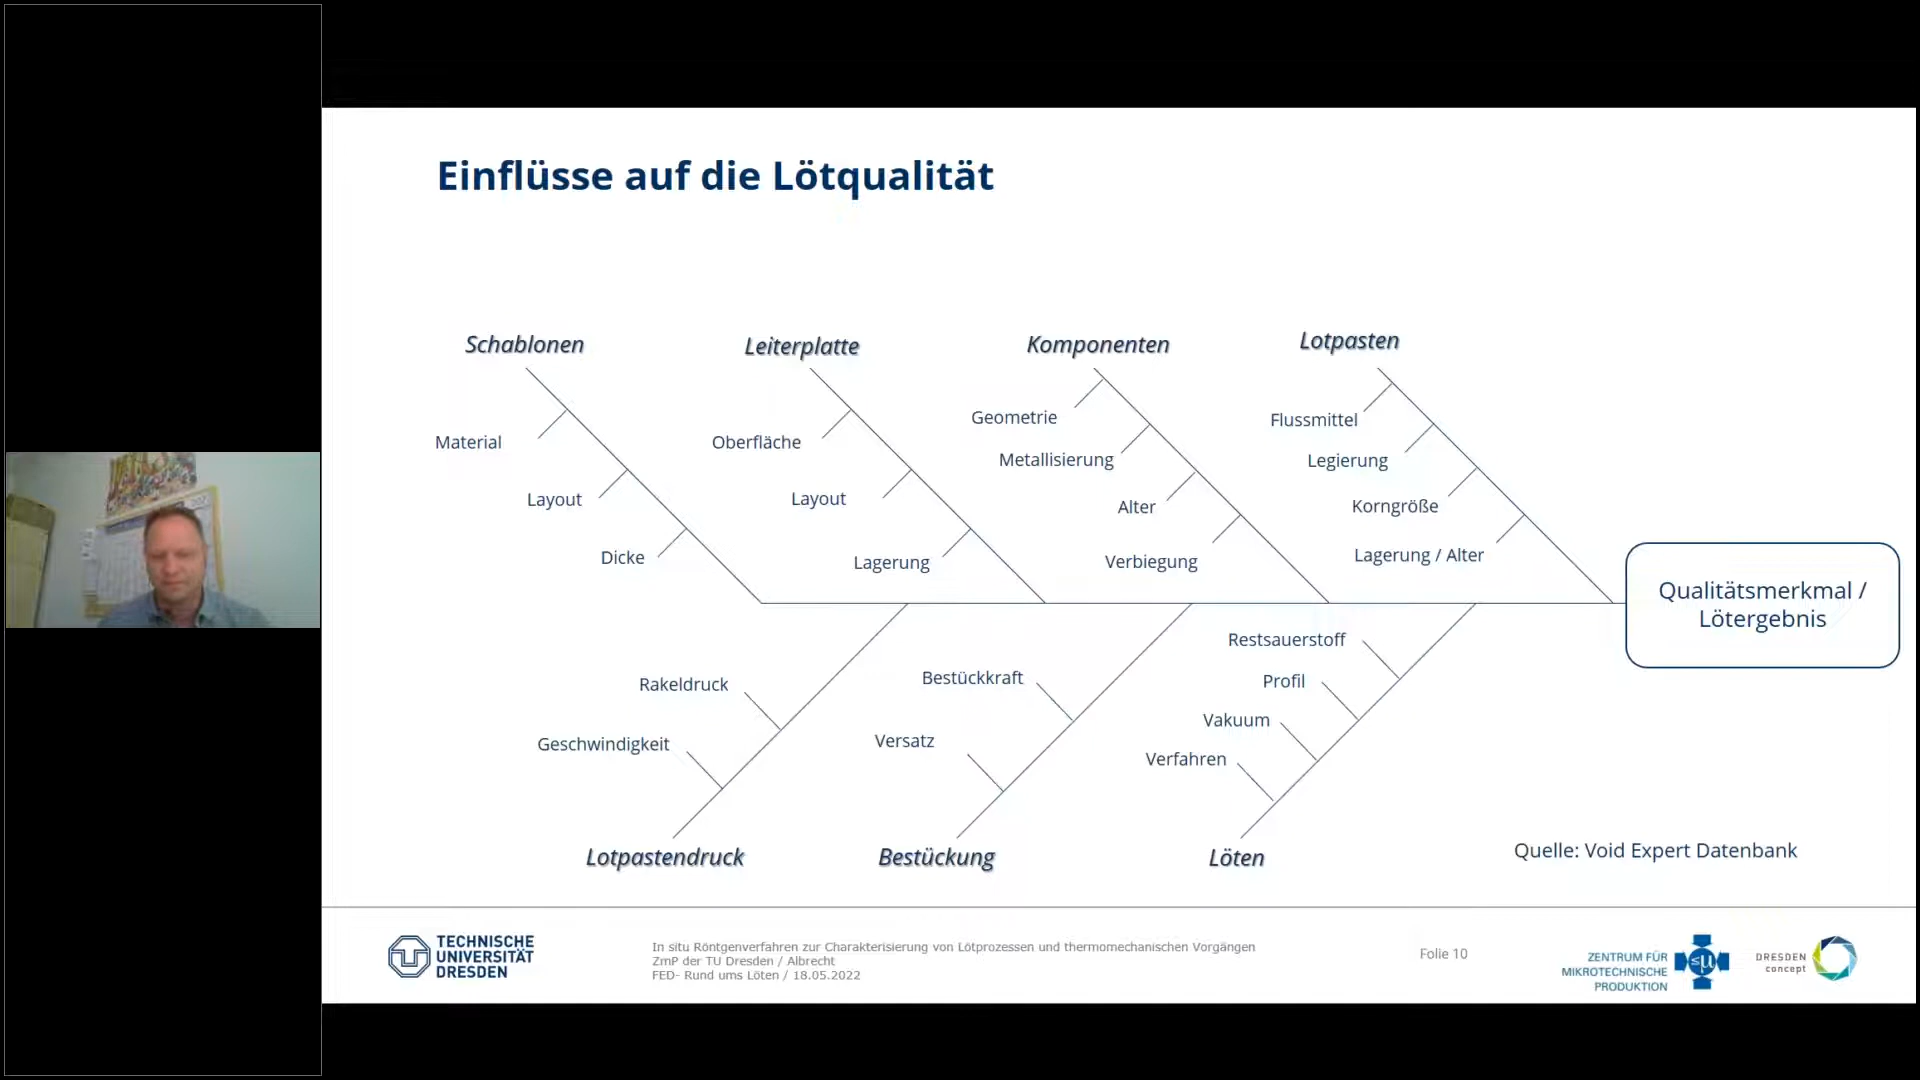 Einflüsse auf die Lötqualität
Schablonen
Leiterplatte
Komponenten
Lotpasten
Material
Layout
Dicke
Oberfläche
Layout
Lagerung
Geometrie
Metallisierung
Alter
Verbiegung
Flussmittel
Legierung
Korngröße
Lagerung / Alter
Qualitätsmerkmal /
Lötergebnis
Rakeldruck
Geschwindigkeit
Bestückkraft
Versatz
Restsauerstoff
Profil
Vakuum
Verfahren
Lotpastendruck
Bestückung
Löten
Quelle: Void Expert Datenbank
TECHNISCHE
UNIVERSITÄT
DRESDEN
In situ Röntgenverfahren zur Charakterisierung von Lötprozessen und thermomechanischen Vorgängen
ZmP der TU Dresden / Albrecht
FED- Rund ums Löten / 18.05.2022
Folie 10
ZENTRUM FÜR
MIKROTECHNISCHE
PRODUKTION
sµ
DRESDEN
concept